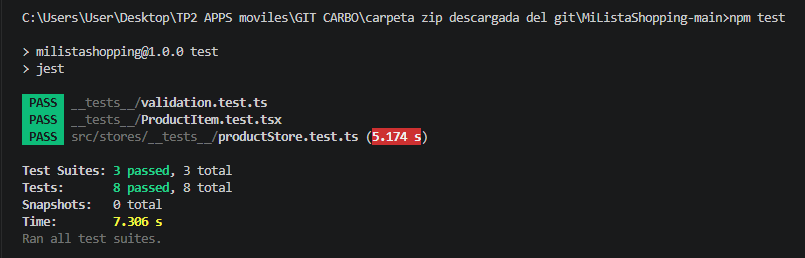 C:\Users\User\Desktop\TP2 APPS moviles\GIT CARBO\carpeta zip descargada del git\MiListaShopping-main>npm test
> milistashopping@1.0.0 test
> jest
PASS __tests__/validation.test.ts
PASS __tests__/ProductItem.test.tsx
PASS src/stores/__tests__/productStore.test.ts (5.174 s)
Test Suites: 3 passed, 3 total
Tests: 8 passed, 8 total
Snapshots: 0 total
Time: 7.306 s
Ran all test suites.